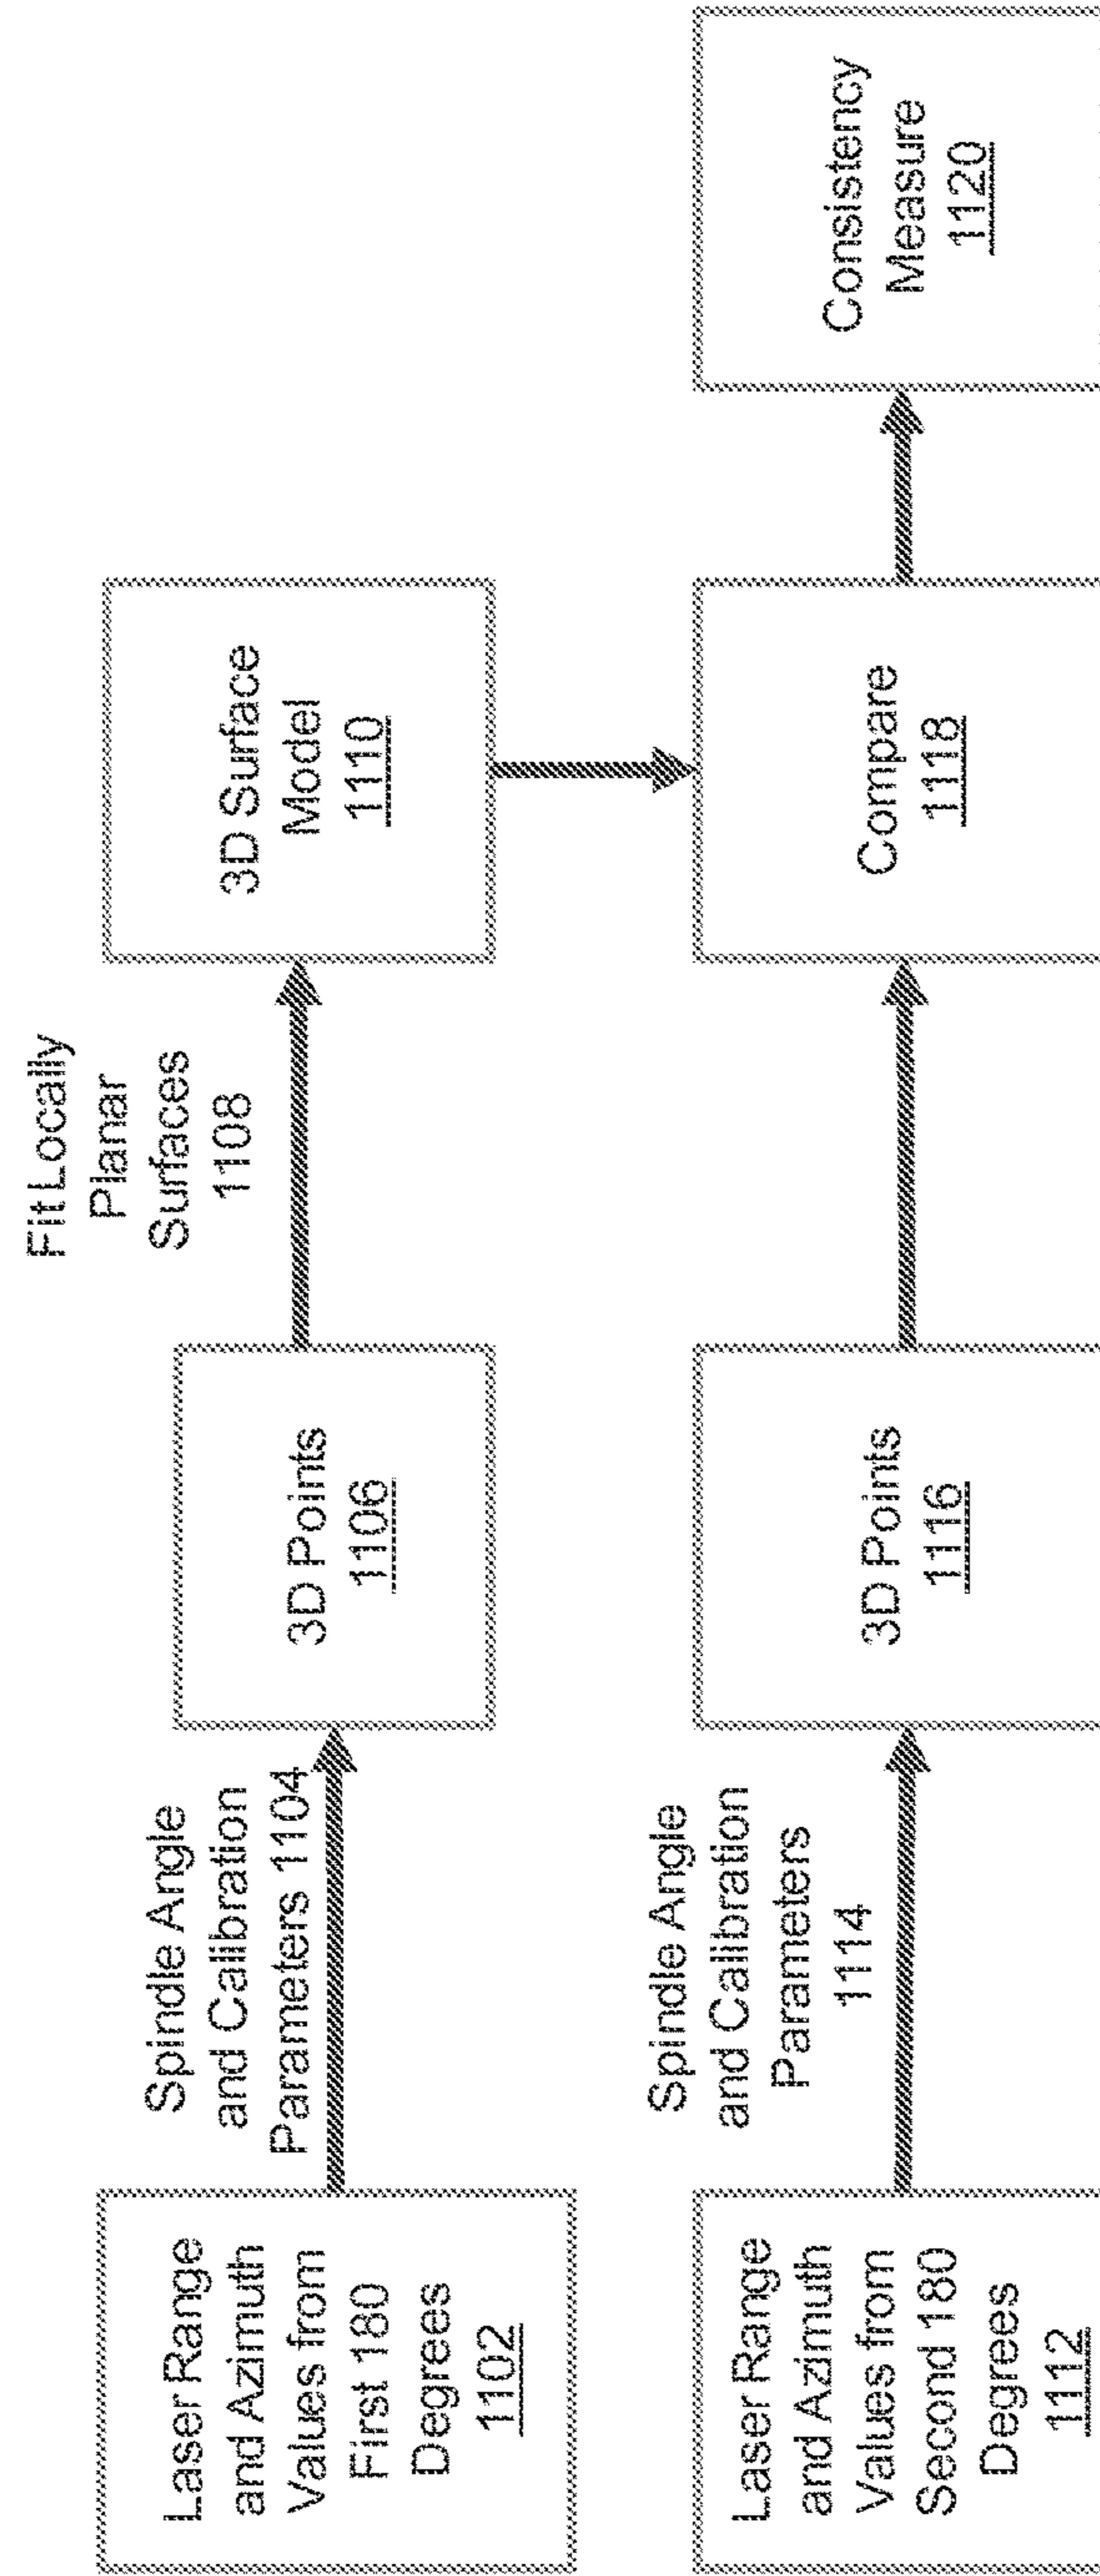 Laser Range
and Azimuth
Values from
First 180
Degrees
1102
Spindle Angle
and Calibration
Parameters 1104
3D Points
1106
Fit Locally
Planar
Surfaces
1108
3D Surface
Model
1110
Laser Range
and Azimuth
Values from
Second 180
Degrees
1112
Spindle Angle
and Calibration
Parameters
1114
3D Points
1116
Compare
1118
Consistency
Measure
1120